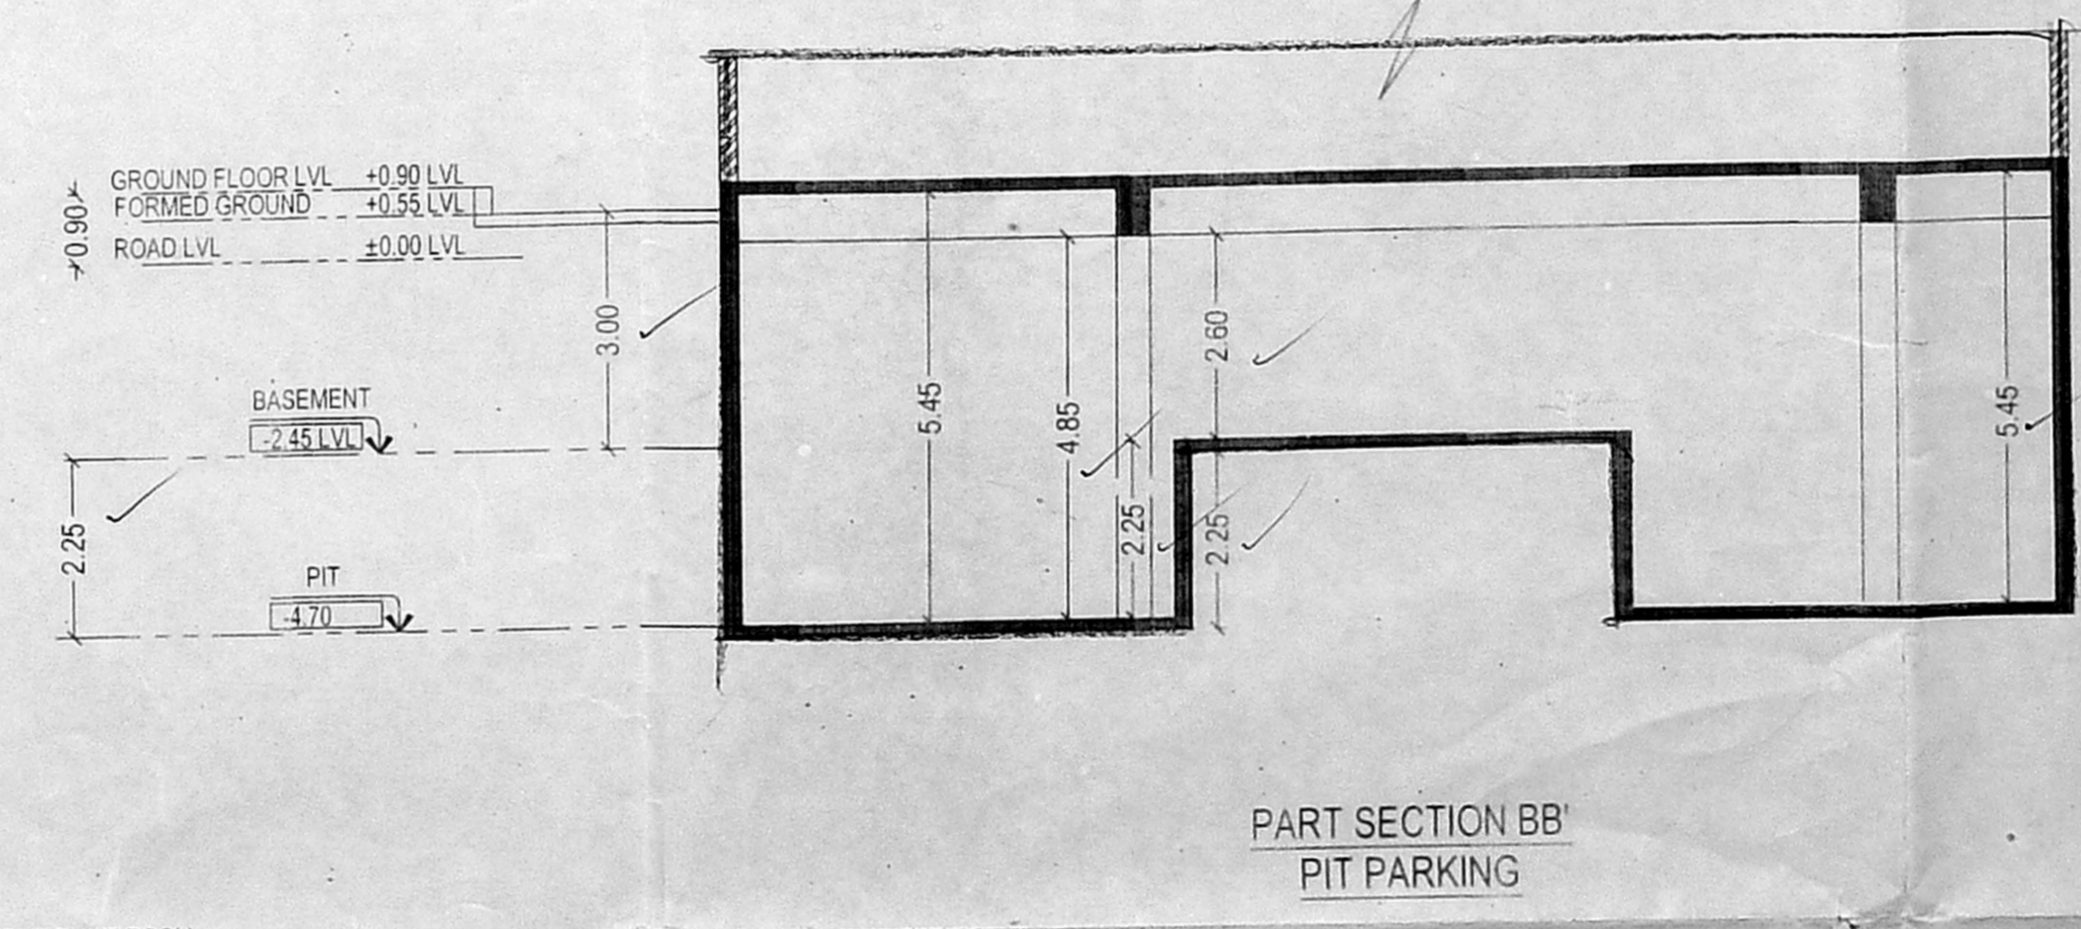 GROUND FLOOR LVL +0.90 LVL
FORMED GROUND +0.55 LVL
ROAD LVL ±0.00 LVL
0.90
3.00
BASEMENT
-2.45 LVL
2.25
PIT
-4.70
5.45
4.85
2.60
2.25
2.25
5.45
PART SECTION BB'
PIT PARKING